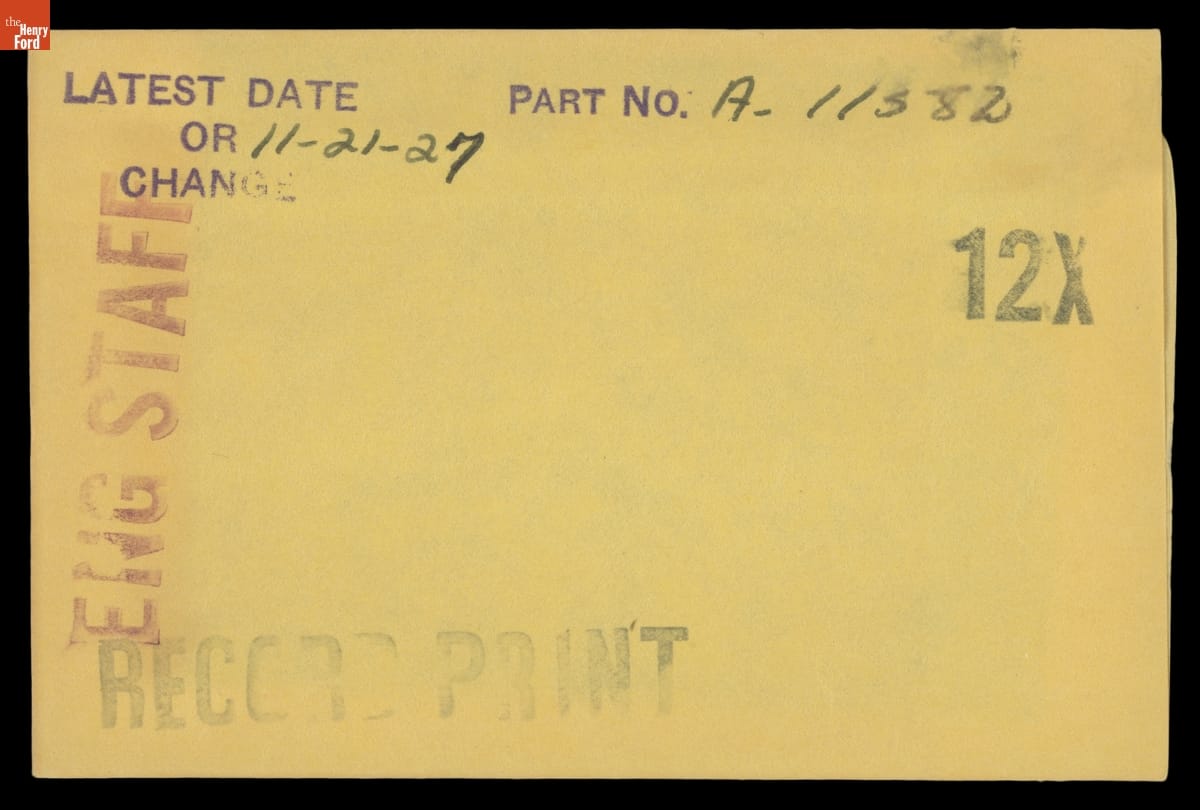 the
Henry
Ford
LATEST DATE
OR 11-21-27
CHANGE
PART NO. A- 11382
12X
ENG STAFF
RECORD PRINT